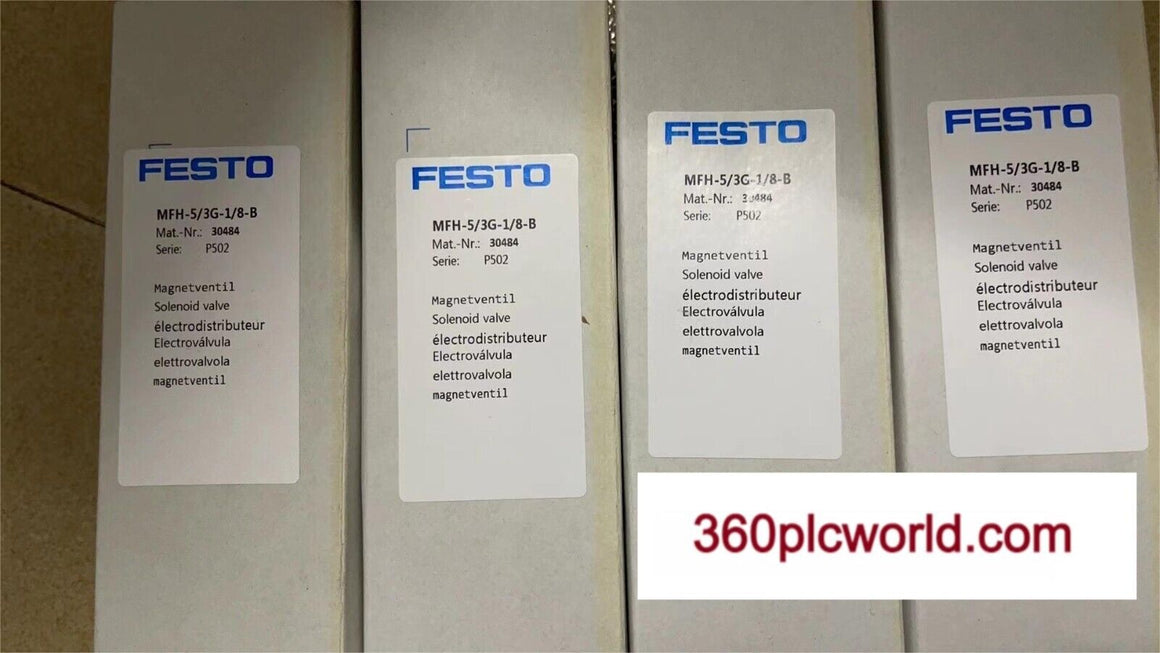 FESTO
MFH-5/3G-1/8-B
Mat.-Nr.: 30484
Serie: P502
Magnetventil
Solenoid valve
électrodistributeur
Electroválvula
elettrovalvola
magnetventil
FESTO
MFH-5/3G-1/8-B
Mat.-Nr.: 30484
Serie: P502
Magnetventil
Solenoid valve
électrodistributeur
Electroválvula
elettrovalvola
magnetventil
FESTO
MFH-5/3G-1/8-B
Mat.-Nr.: 30484
Serie: P502
Magnetventil
Solenoid valve
électrodistributeur
Electroválvula
elettrovalvola
magnetventil
FESTO
MFH-5/3G-1/8-B
Mat.-Nr.: 30484
Serie: P502
Magnetventil
Solenoid valve
électrodistributeur
Electroválvula
elettrovalvola
magnetventil
360plcworld.com